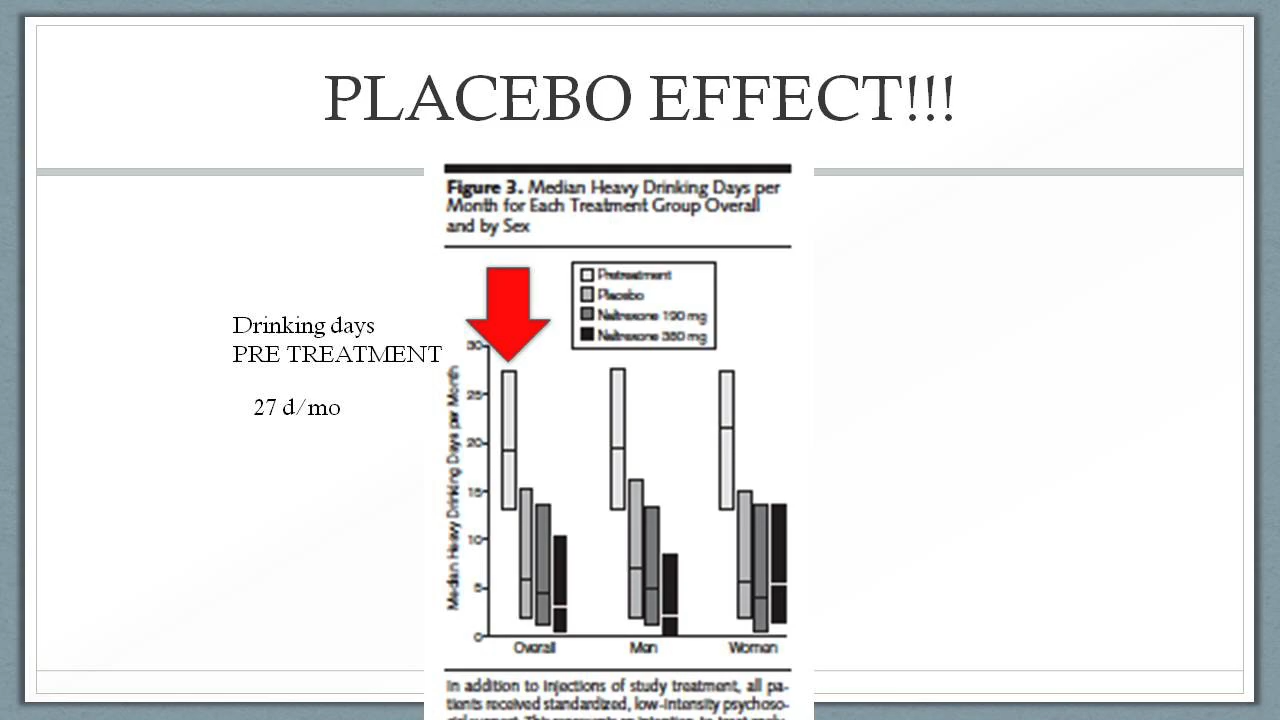 PLACEBO EFFECT!!!
Figure 3. Median Heavy Drinking Days per
Month for Each Treatment Group Overall
and by Sex
Pretreatment
Placebo
Naltrexone 190 mg
Naltrexone 380 mg
Drinking days
PRE TREATMENT
27 d/mo
Median Heavy Drinking Days per Month
30
25
20
15
10
5
0
Overall
Men
Women
In addition to injections of study treatment, all pa-
tients received standardized, low-intensity psychoso-